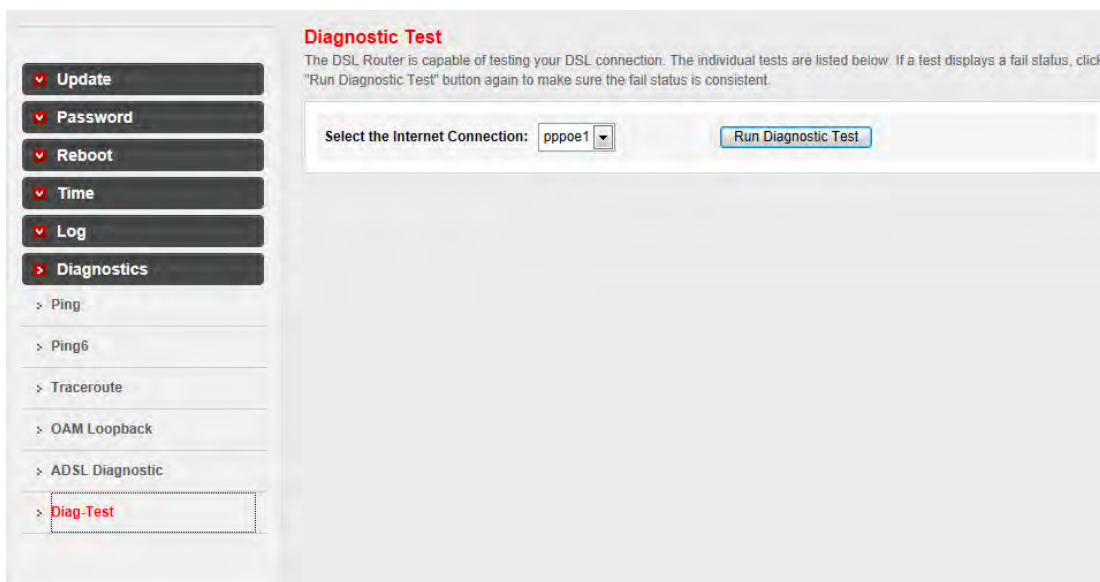 Diagnostic Test
The DSL Router is capable of testing your DSL connection. The individual tests are listed below. If a test displays a fail status, click
"Run Diagnostic Test" button again to make sure the fail status is consistent.
Select the Internet Connection: pppoe1 Run Diagnostic Test
Update
Password
Reboot
Time
Log
Diagnostics
Ping
Ping6
Traceroute
OAM Loopback
ADSL Diagnostic
Diag-Test